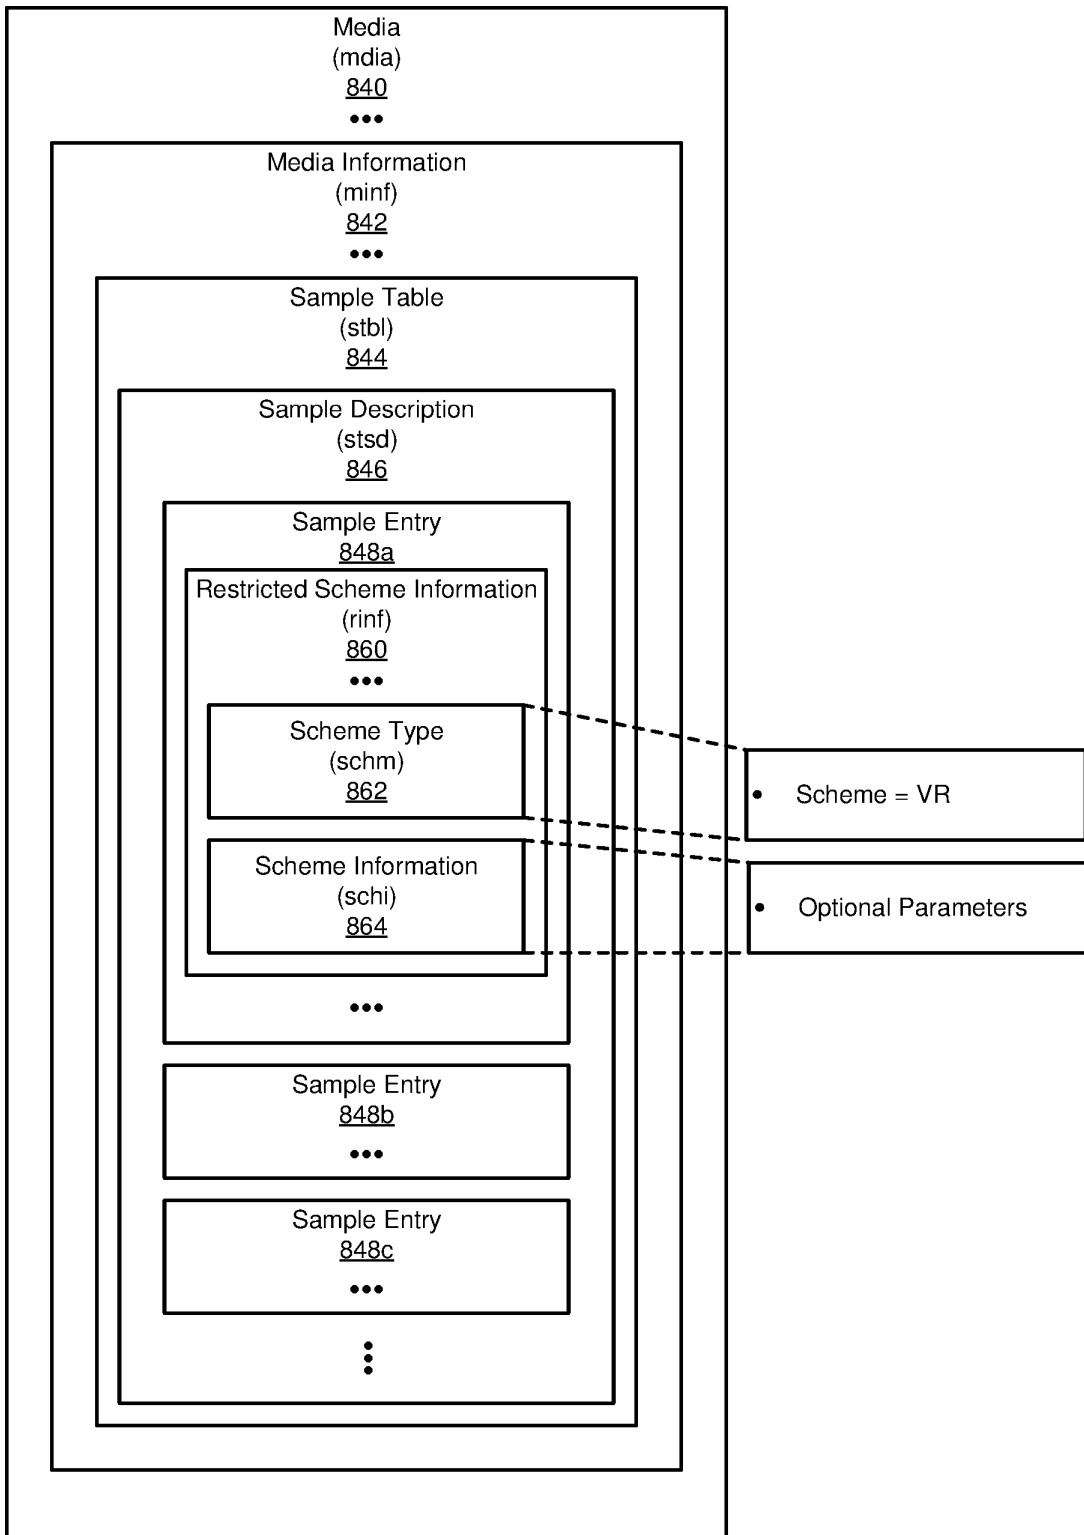 Media
(mdia)
840
•••
Media Information
(minf)
842
•••
Sample Table
(stbl)
844
Sample Description
(stsd)
846
Sample Entry
848a
Restricted Scheme Information
(rinf)
860
•••
Scheme Type
(schm)
862
• Scheme = VR
Scheme Information
(schi)
864
• Optional Parameters
•••
Sample Entry
848b
•••
Sample Entry
848c
•••